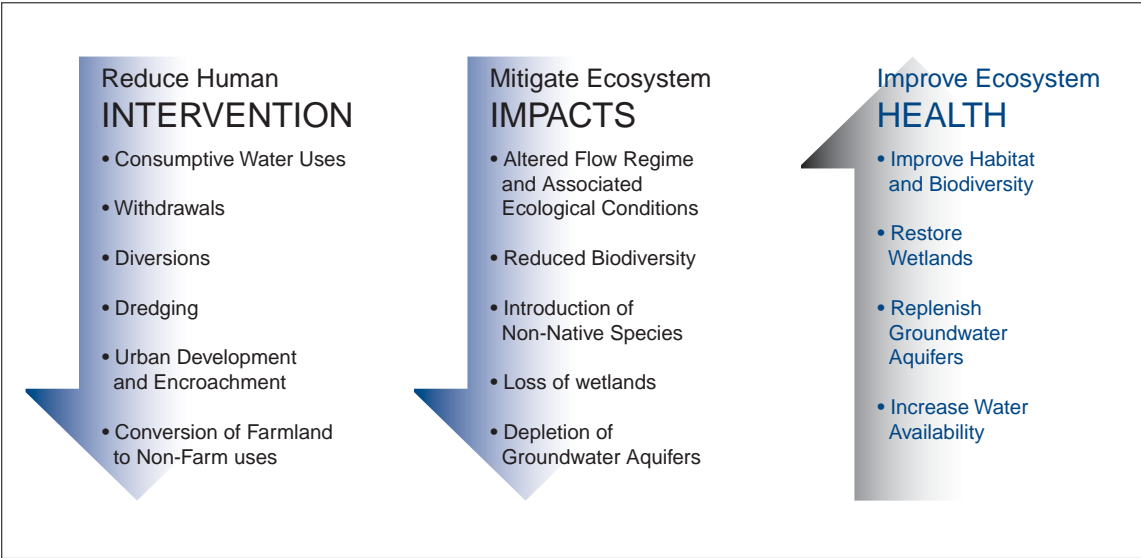 Reduce Human
INTERVENTION
• Consumptive Water Uses
• Withdrawals
• Diversions
• Dredging
• Urban Development
and Encroachment
• Conversion of Farmland
to Non-Farm uses
Mitigate Ecosystem
IMPACTS
• Altered Flow Regime
and Associated
Ecological Conditions
• Reduced Biodiversity
• Introduction of
Non-Native Species
• Loss of wetlands
• Depletion of
Groundwater Aquifers
Improve Ecosystem
HEALTH
• Improve Habitat
and Biodiversity
• Restore
Wetlands
• Replenish
Groundwater
Aquifers
• Increase Water
Availability